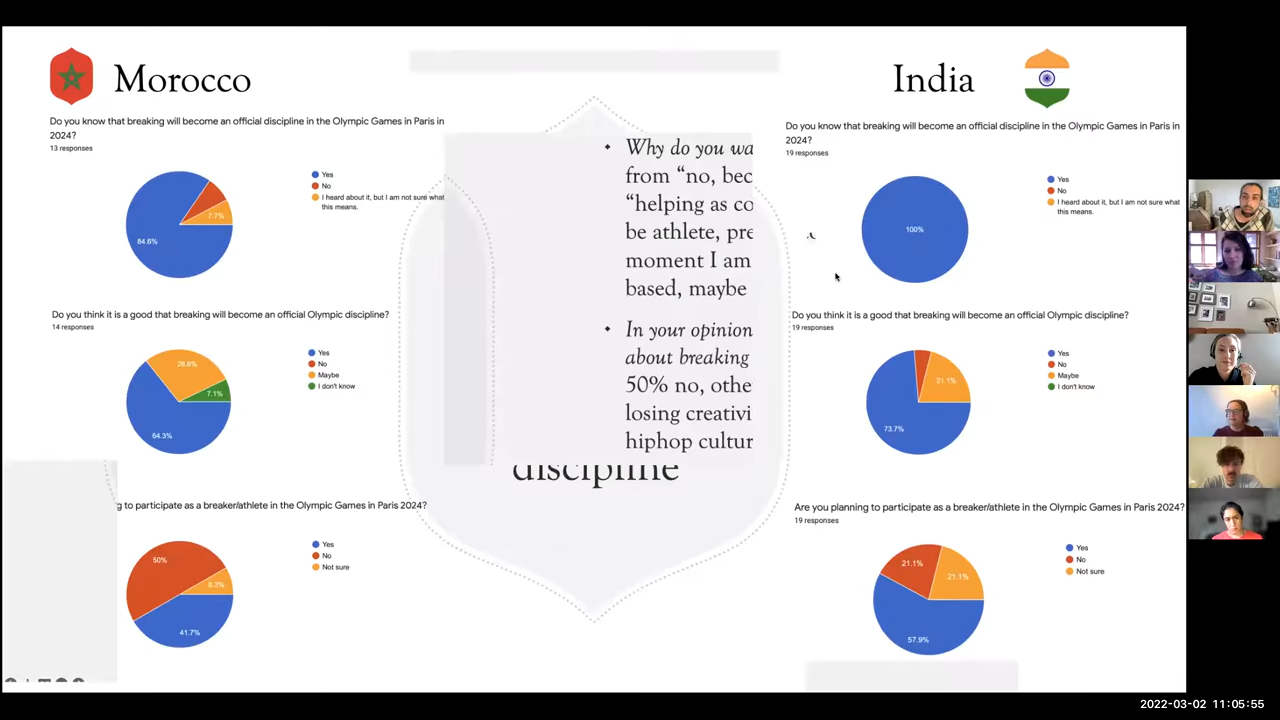 Morocco
Do you know that breaking will become an official discipline in the Olympic Games in Paris in
2024?
13 responses
Yes
No
I heard about it, but I am not sure what
this means.
7.7%
84.6%
Do you think it is a good that breaking will become an official Olympic discipline?
14 responses
Yes
No
Maybe
I don't know
28.6%
7.1%
64.3%
to participate as a breaker/athlete in the Olympic Games in Paris 2024?
Yes
No
Not sure
50%
8.3%
41.7%
Why do you wa
from “no, bec
“helping as co
be athlete, pre
moment I am
based, maybe
In your opinion
about breaking
50% no, othe
losing creativi
hiphop cultur
discipline
India
Do you know that breaking will become an official discipline in the Olympic Games in Paris in
2024?
19 responses
Yes
No
I heard about it, but I am not sure what
this means.
100%
Do you think it is a good that breaking will become an official Olympic discipline?
19 responses
Yes
No
Maybe
I don't know
21.1%
73.7%
Are you planning to participate as a breaker/athlete in the Olympic Games in Paris 2024?
19 responses
Yes
No
Not sure
21.1%
21.1%
57.9%
2022-03-02 11:05:55